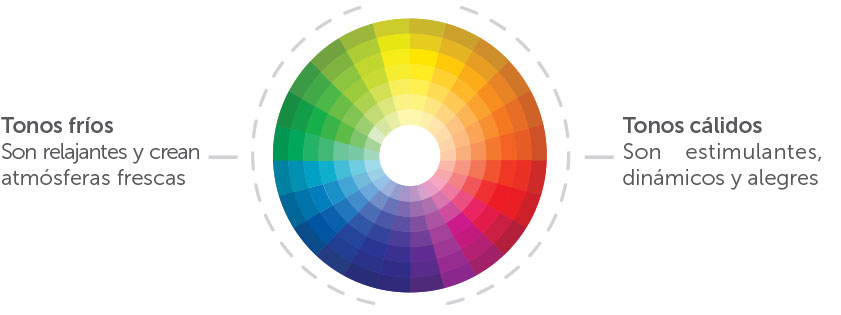 Tonos fríos
Son relajantes y crean
atmósferas frescas
Tonos cálidos
Son estimulantes,
dinámicos y alegres